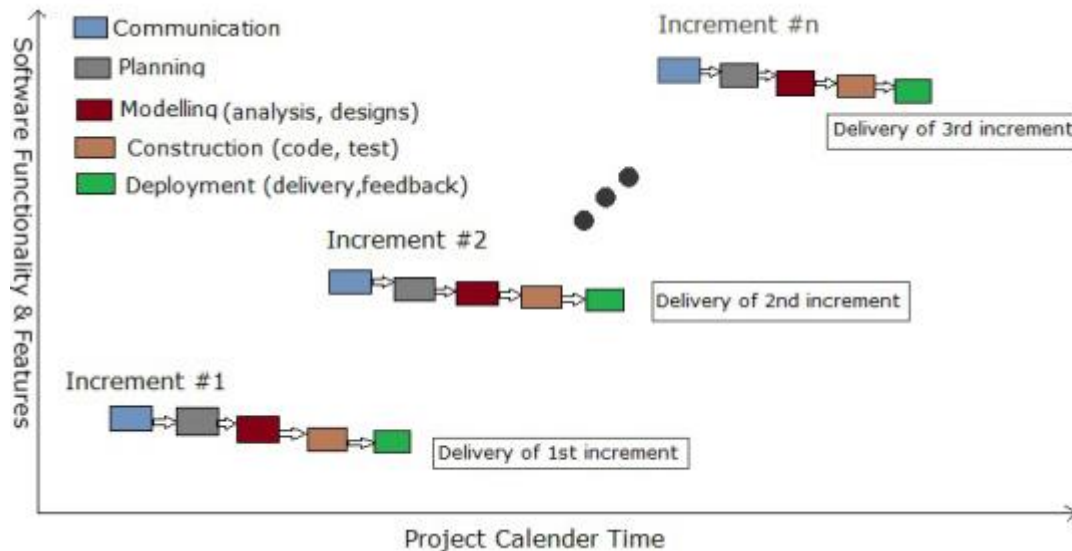 Software Functionality & Features
Communication
Planning
Modelling (analysis, designs)
Construction (code, test)
Deployment (delivery,feedback)
Increment #n
Delivery of 3rd increment
Increment #2
Delivery of 2nd increment
Increment #1
Delivery of 1st increment
Project Calender Time